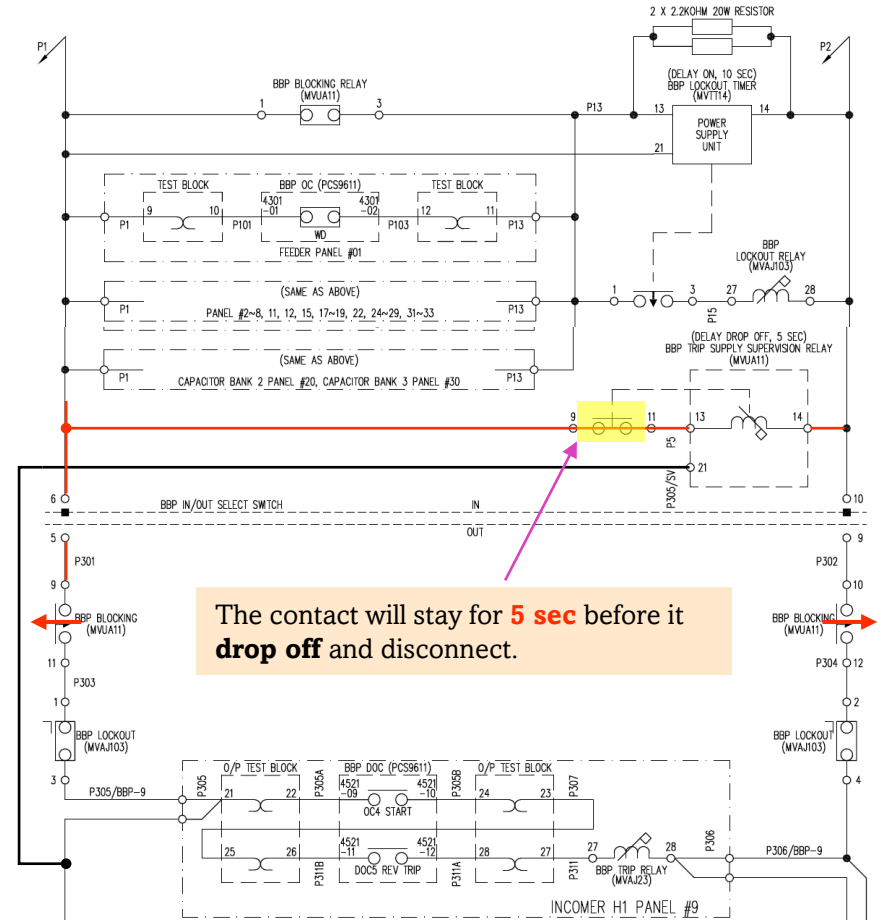 2 X 2.2KOHM 20W RESISTOR
P1
P2
BBP BLOCKING RELAY
(MVUA11)
1
3
P13
(DELAY ON, 10 SEC)
BBP LOCKOUT TIMER
(MVTT14)
13
14
POWER
SUPPLY
UNIT
21
TEST BLOCK
BBP OC (PCS9611)
TEST BLOCK
4301
-01
4301
-02
9
10
12
11
P1
P101
P103
P13
WD
FEEDER PANEL #01
BBP
LOCKOUT RELAY
(MVAJ103)
(SAME AS ABOVE)
P1
P13
PANEL #2~8, 11, 12, 15, 17~19, 22, 24~29, 31~33
1
3
27
28
P15
(DELAY DROP OFF, 5 SEC)
BBP TRIP SUPPLY SUPERVISION RELAY
(MVUA11)
(SAME AS ABOVE)
P1
P13
CAPACITOR BANK 2 PANEL #20, CAPACITOR BANK 3 PANEL #30
9
11
13
14
P5
21
P305/SV
6
BBP IN/OUT SELECT SWITCH
IN
10
OUT
5
9
P301
P302
9
10
The contact will stay for 5 sec before it
drop off and disconnect.
BBP BLOCKING
(MVUA11)
BBP BLOCKING
(MVUA11)
11
P304
12
P303
1
2
BBP LOCKOUT
(MVAJ103)
BBP LOCKOUT
(MVAJ103)
3
4
O/P TEST BLOCK
BBP DOC (PCS9611)
O/P TEST BLOCK
P305/BBP-9
P305
21
22
P305A
4521
-09
4521
-10
P305B
24
23
P307
OC4 START
25
26
P311B
4521
-11
4521
-12
P311A
28
27
P311
27
28
P306
P306/BBP-9
DOC5 REV TRIP
BBP TRIP RELAY
(MVAJ23)
INCOMER H1 PANEL #9